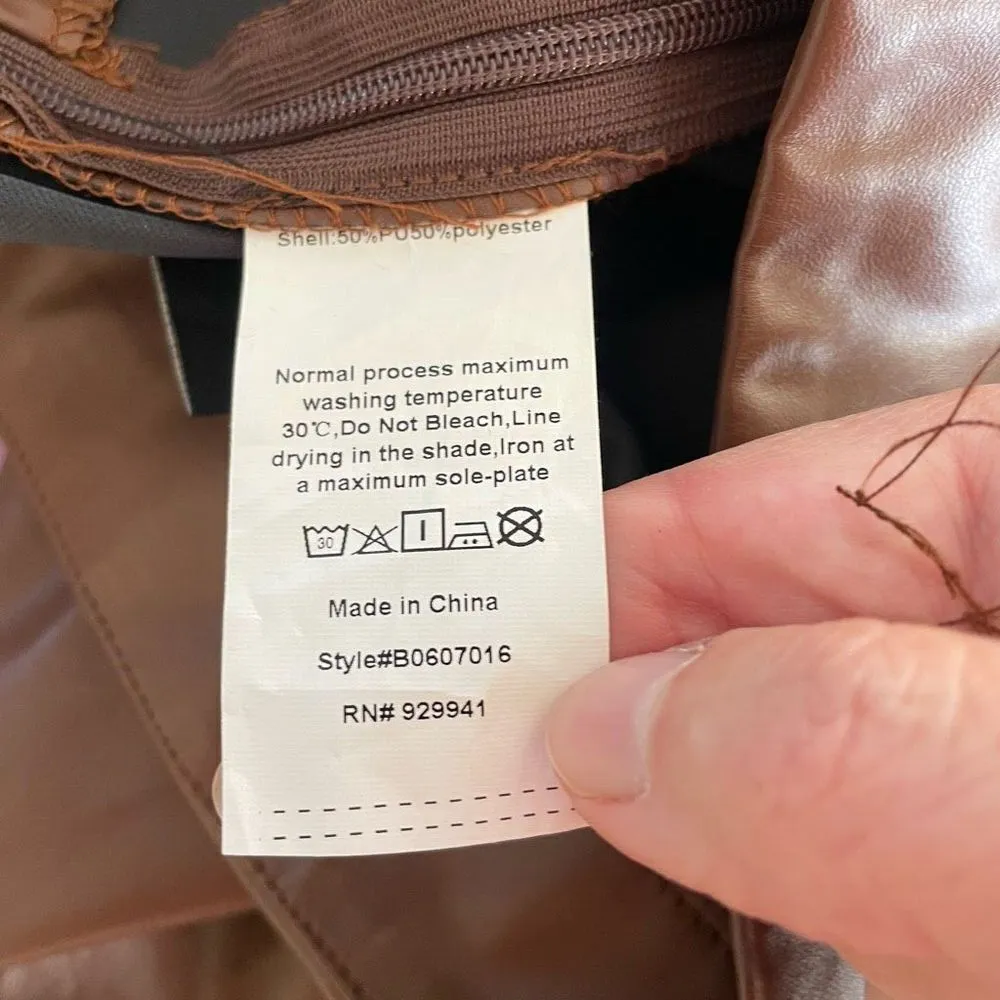 Shell:50%PU50%polyester
Normal process maximum
washing temperature
30℃,Do Not Bleach,Line
drying in the shade,Iron at
a maximum sole-plate
30
Made in China
Style#B0607016
RN# 929941